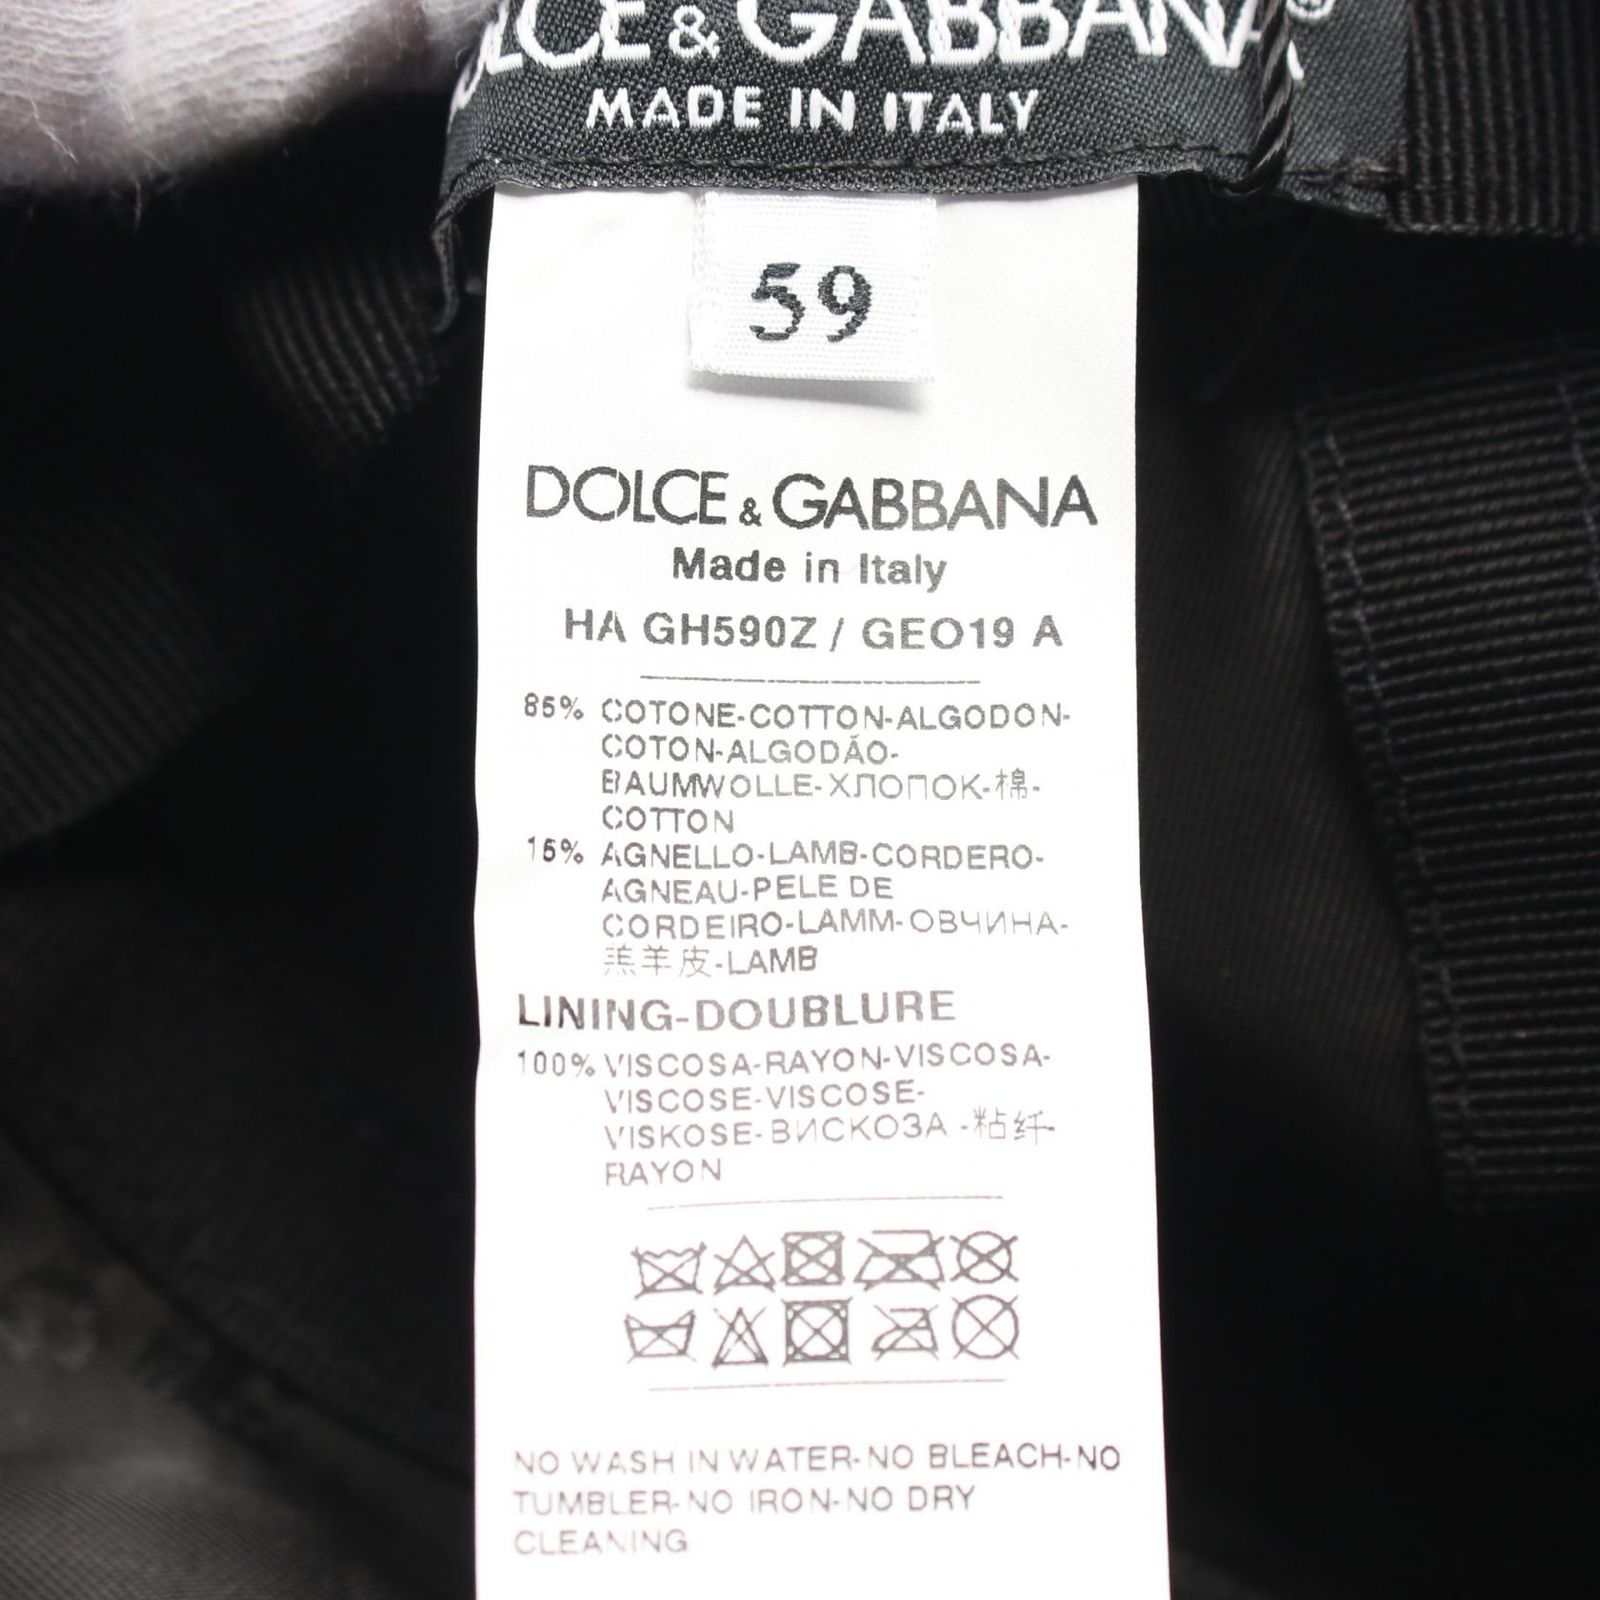 DOLCE & GABBANA
MADE IN ITALY
59
DOLCE & GABBANA
Made in Italy
HA GH590Z / GEO19 A
85% COTONE-COTTON-ALGODON-
COTON-ALGODÃO-
BAUMWOLLE-ХЛОПОК-棉-
COTTON
15% AGNELLO-LAMB-CORDERO-
AGNEAU-PELE DE
CORDEIRO-LAMM-ОВЧИНА-
羔羊皮-LAMB
LINING-DOUBLURE
100% VISCOSA-RAYON-VISCOSA-
VISCOSE-VISCOSE-
VISKOSE-ВИСКОЗА -粘纤-
RAYON
NO WASH IN WATER-NO BLEACH-NO
TUMBLER-NO IRON-NO DRY
CLEANING